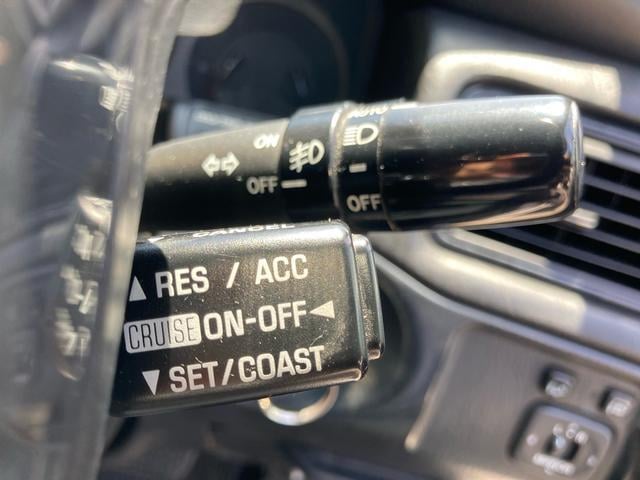 AUTO
ON
OFF
OFF
CANCEL
RES / ACC
CRUISE ON-OFF
SET/COAST
L C R